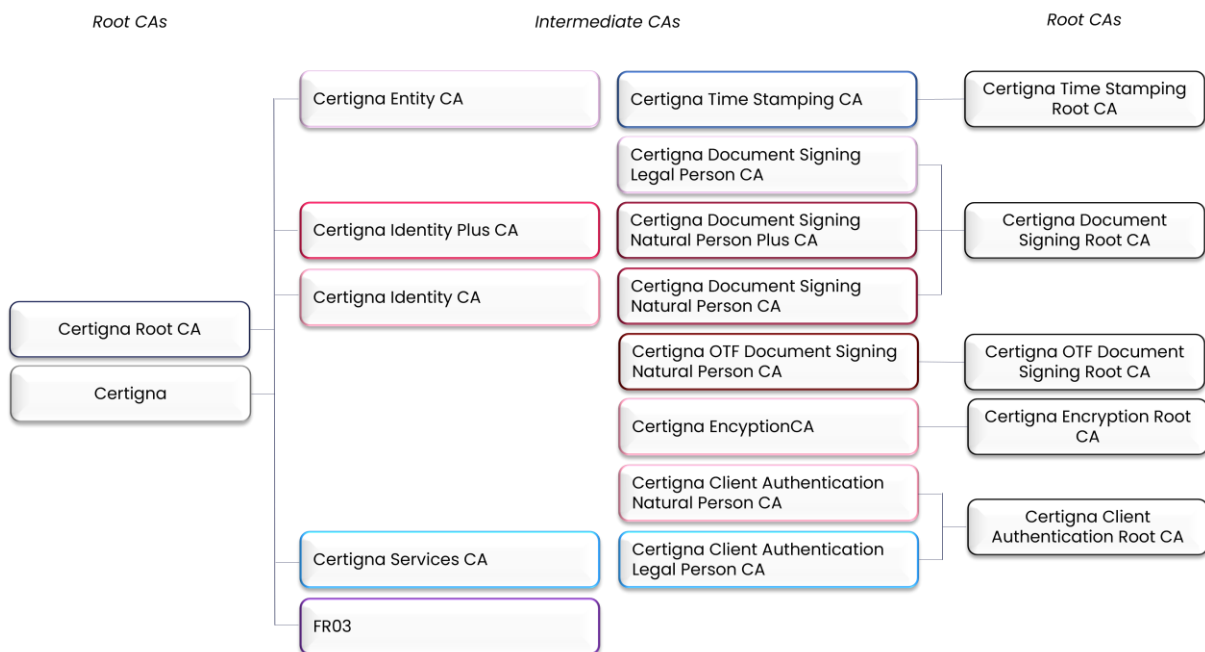 Root CAs
Intermediate CAs
Root CAs
Certigna Entity CA
Certigna Time Stamping CA
Certigna Time Stamping
Root CA
Certigna Document Signing
Legal Person CA
Certigna Identity Plus CA
Certigna Document Signing
Natural Person Plus CA
Certigna Document
Signing Root CA
Certigna Identity CA
Certigna Document Signing
Natural Person CA
Certigna Root CA
Certigna OTF Document Signing
Natural Person CA
Certigna OTF Document
Signing Root CA
Certigna
Certigna EncyptionCA
Certigna Encryption Root
CA
Certigna Client Authentication
Natural Person CA
Certigna Client
Authentication Root CA
Certigna Services CA
Certigna Client Authentication
Legal Person CA
FR03